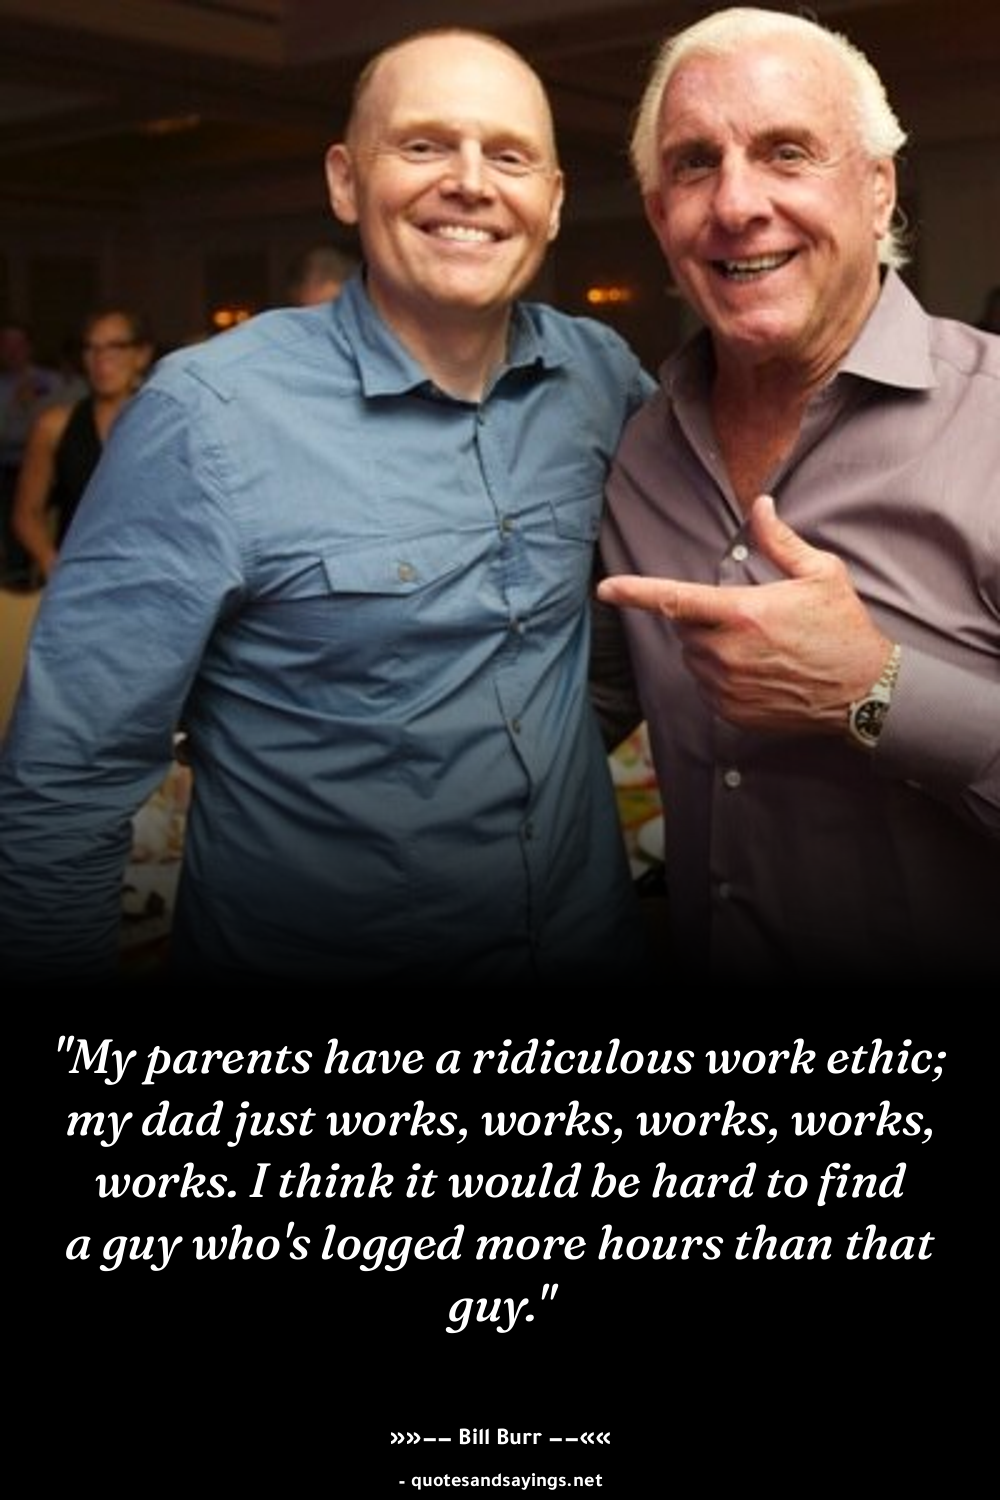 "My parents have a ridiculous work ethic;
my dad just works, works, works, works,
works. I think it would be hard to find
a guy who's logged more hours than that
guy."
»»−− Bill Burr −−««
- quotesandsayings.net